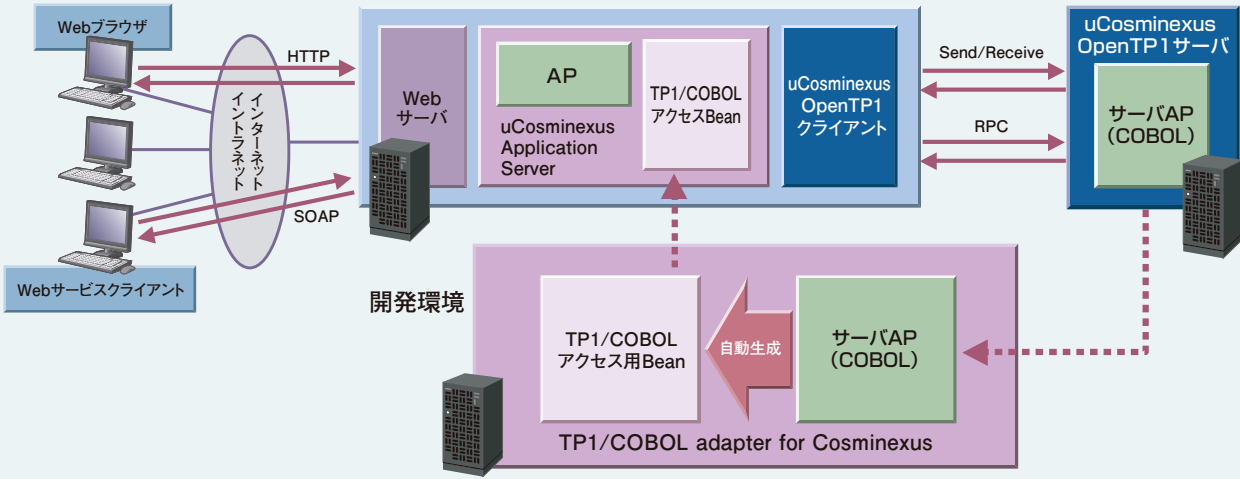 Webブラウザ
HTTP
インターネット
イントラネット
SOAP
Webサービスクライアント
Web
サーバ
AP
uCosminexus
Application
Server
TP1/COBOL
アクセスBean
uCosminexus
OpenTP1
クライアント
Send/Receive
RPC
uCosminexus
OpenTP1サーバ
サーバAP
(COBOL)
開発環境
TP1/COBOL
アクセス用Bean
自動生成
サーバAP
(COBOL)
TP1/COBOL adapter for Cosminexus